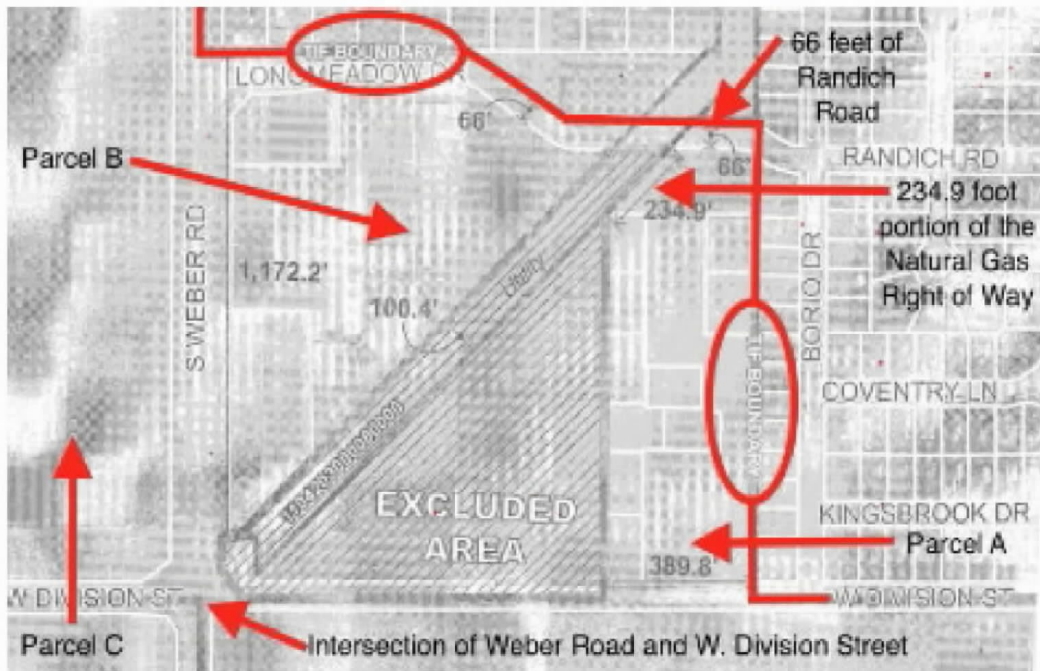 TIF BOUNDARY
LONGMEADOW DR
66 feet of
Randich
Road
66'
Parcel B
66'
RANDICH RD
234.9 foot
portion of the
Natural Gas
Right of Way
234.9'
S WEBER RD
1,172.2'
Utility
100.4'
BORIO DR
TIF BOUNDARY
COVENTRY LN
EXCLUDED
AREA
KINGSBROOK DR
Parcel A
389.8'
W DIVISION ST
W DIVISION ST
Parcel C
Intersection of Weber Road and W. Division Street